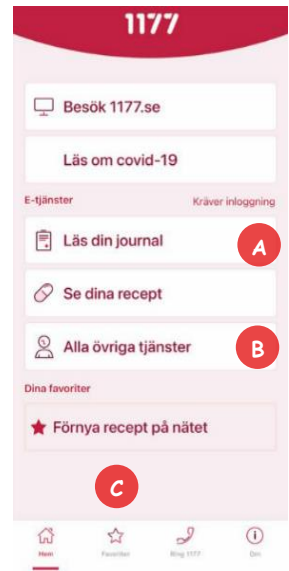 1177
Besök 1177.se
Läs om covid-19
E-tjänster Kräver inloggning
Läs din journal A
Se dina recept
Alla övriga tjänster B
Dina favoriter
Förnya recept på nätet
C
Hem Favoriter Ring 1177 Om